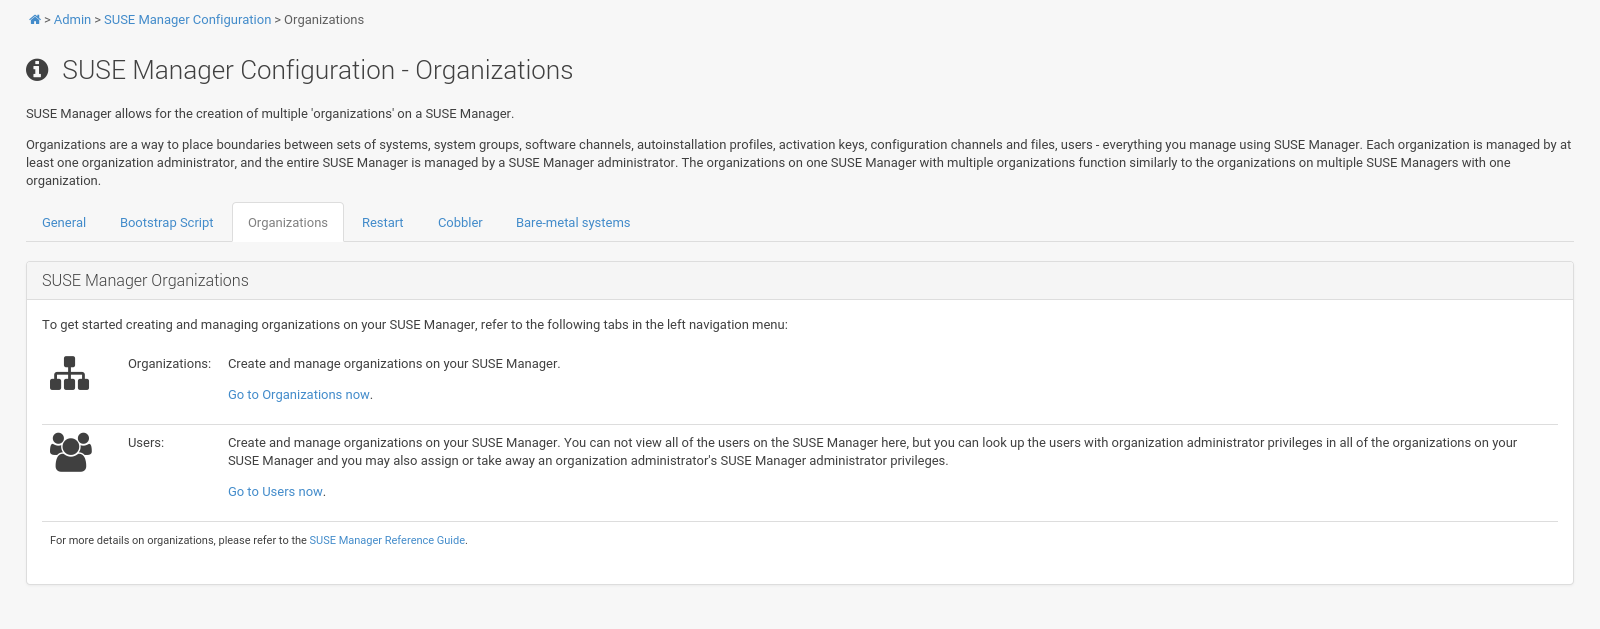 > Admin > SUSE Manager Configuration > Organizations
SUSE Manager Configuration - Organizations
SUSE Manager allows for the creation of multiple 'organizations' on a SUSE Manager.
Organizations are a way to place boundaries between sets of systems, system groups, software channels, autoinstallation profiles, activation keys, configuration channels and files, users - everything you manage using SUSE Manager. Each organization is managed by at
least one organization administrator, and the entire SUSE Manager is managed by a SUSE Manager administrator. The organizations on one SUSE Manager with multiple organizations function similarly to the organizations on multiple SUSE Managers with one
organization.
General Bootstrap Script Organizations Restart Cobbler Bare-metal systems
SUSE Manager Organizations
To get started creating and managing organizations on your SUSE Manager, refer to the following tabs in the left navigation menu:
Organizations: Create and manage organizations on your SUSE Manager.
Go to Organizations now.
Users: Create and manage organizations on your SUSE Manager. You can not view all of the users on the SUSE Manager here, but you can look up the users with organization administrator privileges in all of the organizations on your
SUSE Manager and you may also assign or take away an organization administrator's SUSE Manager administrator privileges.
Go to Users now.
For more details on organizations, please refer to the SUSE Manager Reference Guide.